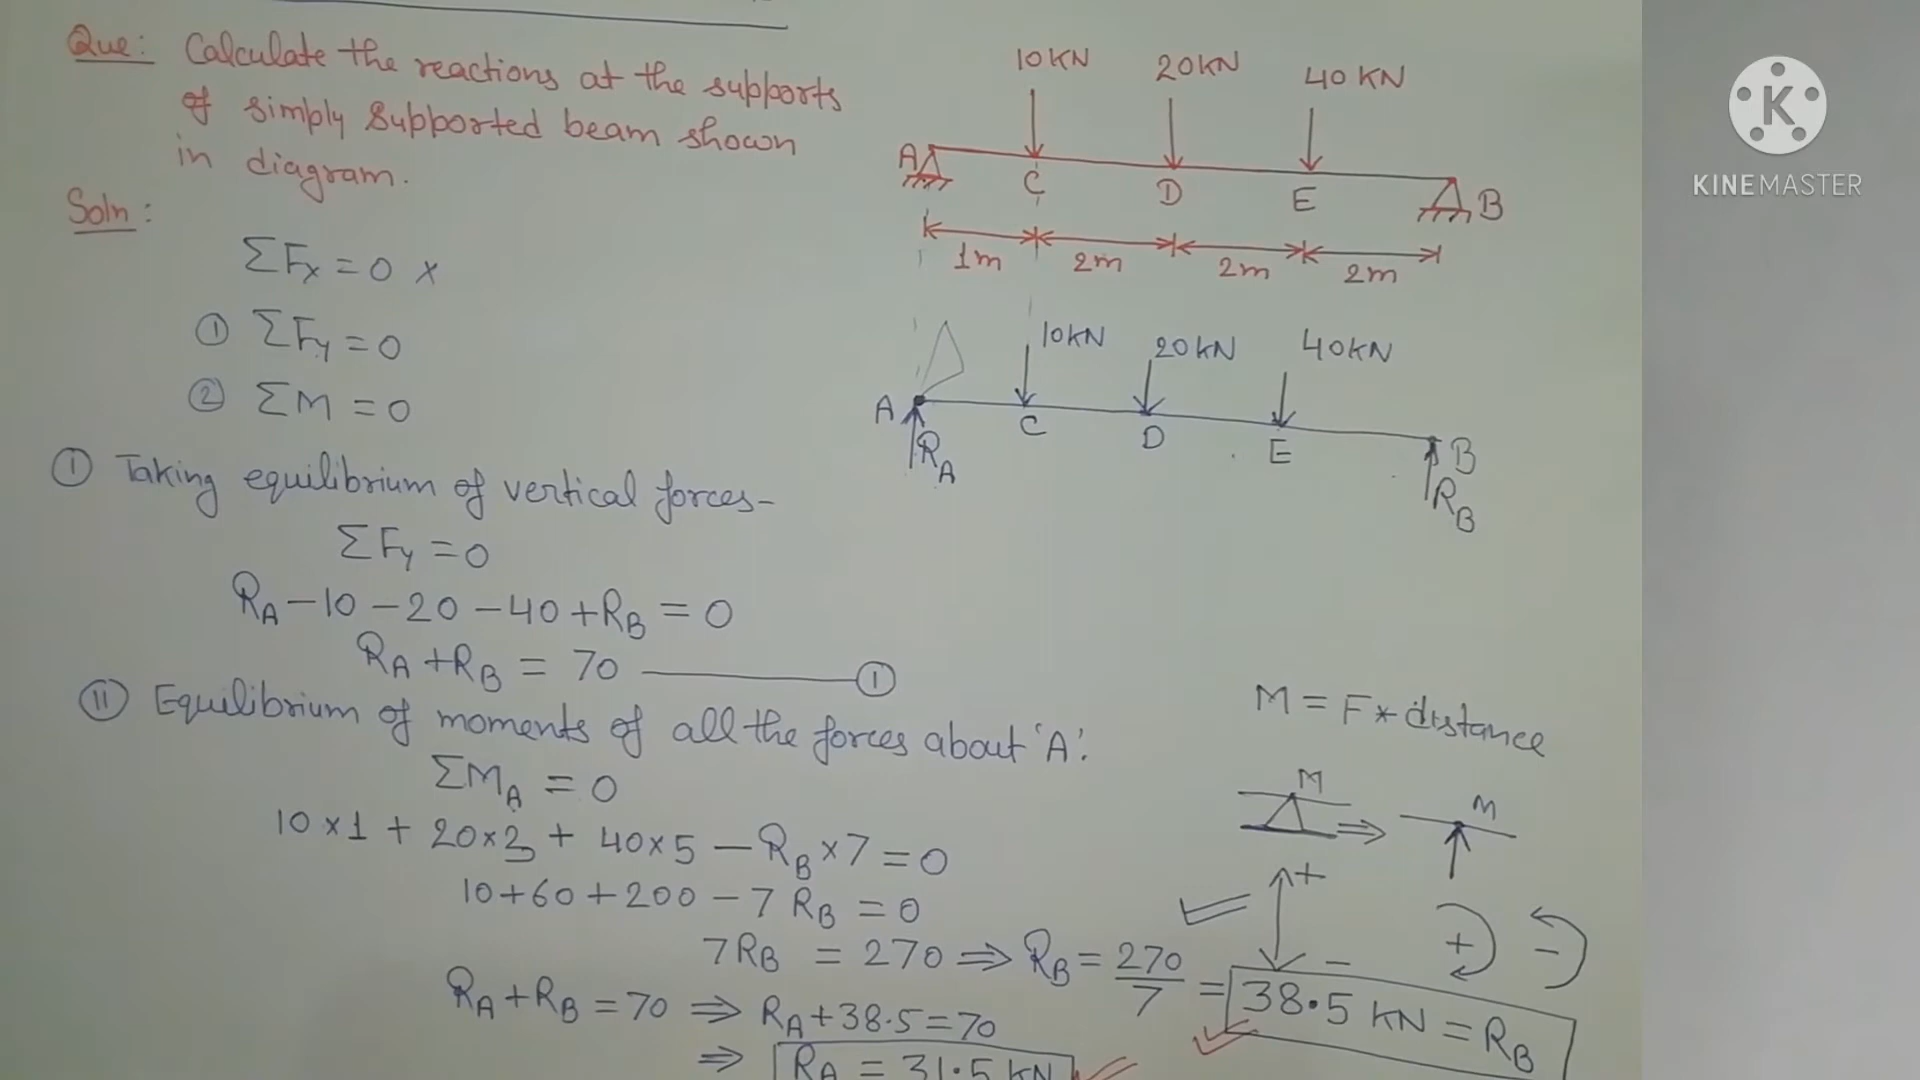 Que: Calculate the reactions at the supports
of simply supported beam shown
in diagram.
Soln:
ΣFx = 0 ×
① ΣFy = 0
② ΣM = 0
Ⓘ Taking equilibrium of vertical forces-
ΣFy = 0
RA - 10 - 20 - 40 + RB = 0
RA + RB = 70 ①
Ⓘⓘ Equilibrium of moments of all the forces about 'A'.
ΣMA = 0
10×1 + 20×3 + 40×5 - RB×7 = 0
10+60+200 - 7 RB = 0
7RB = 270 ⇒ RB = 270/7 = 38.5 KN = RB
RA + RB = 70 ⇒ RA + 38.5 = 70
⇒ RA = 31.5 KN
10KN 20KN 40KN
A C D E B
1m 2m 2m 2m
10KN 20KN 40KN
A C D E B
RA RB
M = F * distance
M M
+ -
+ -
K
KINEMASTER